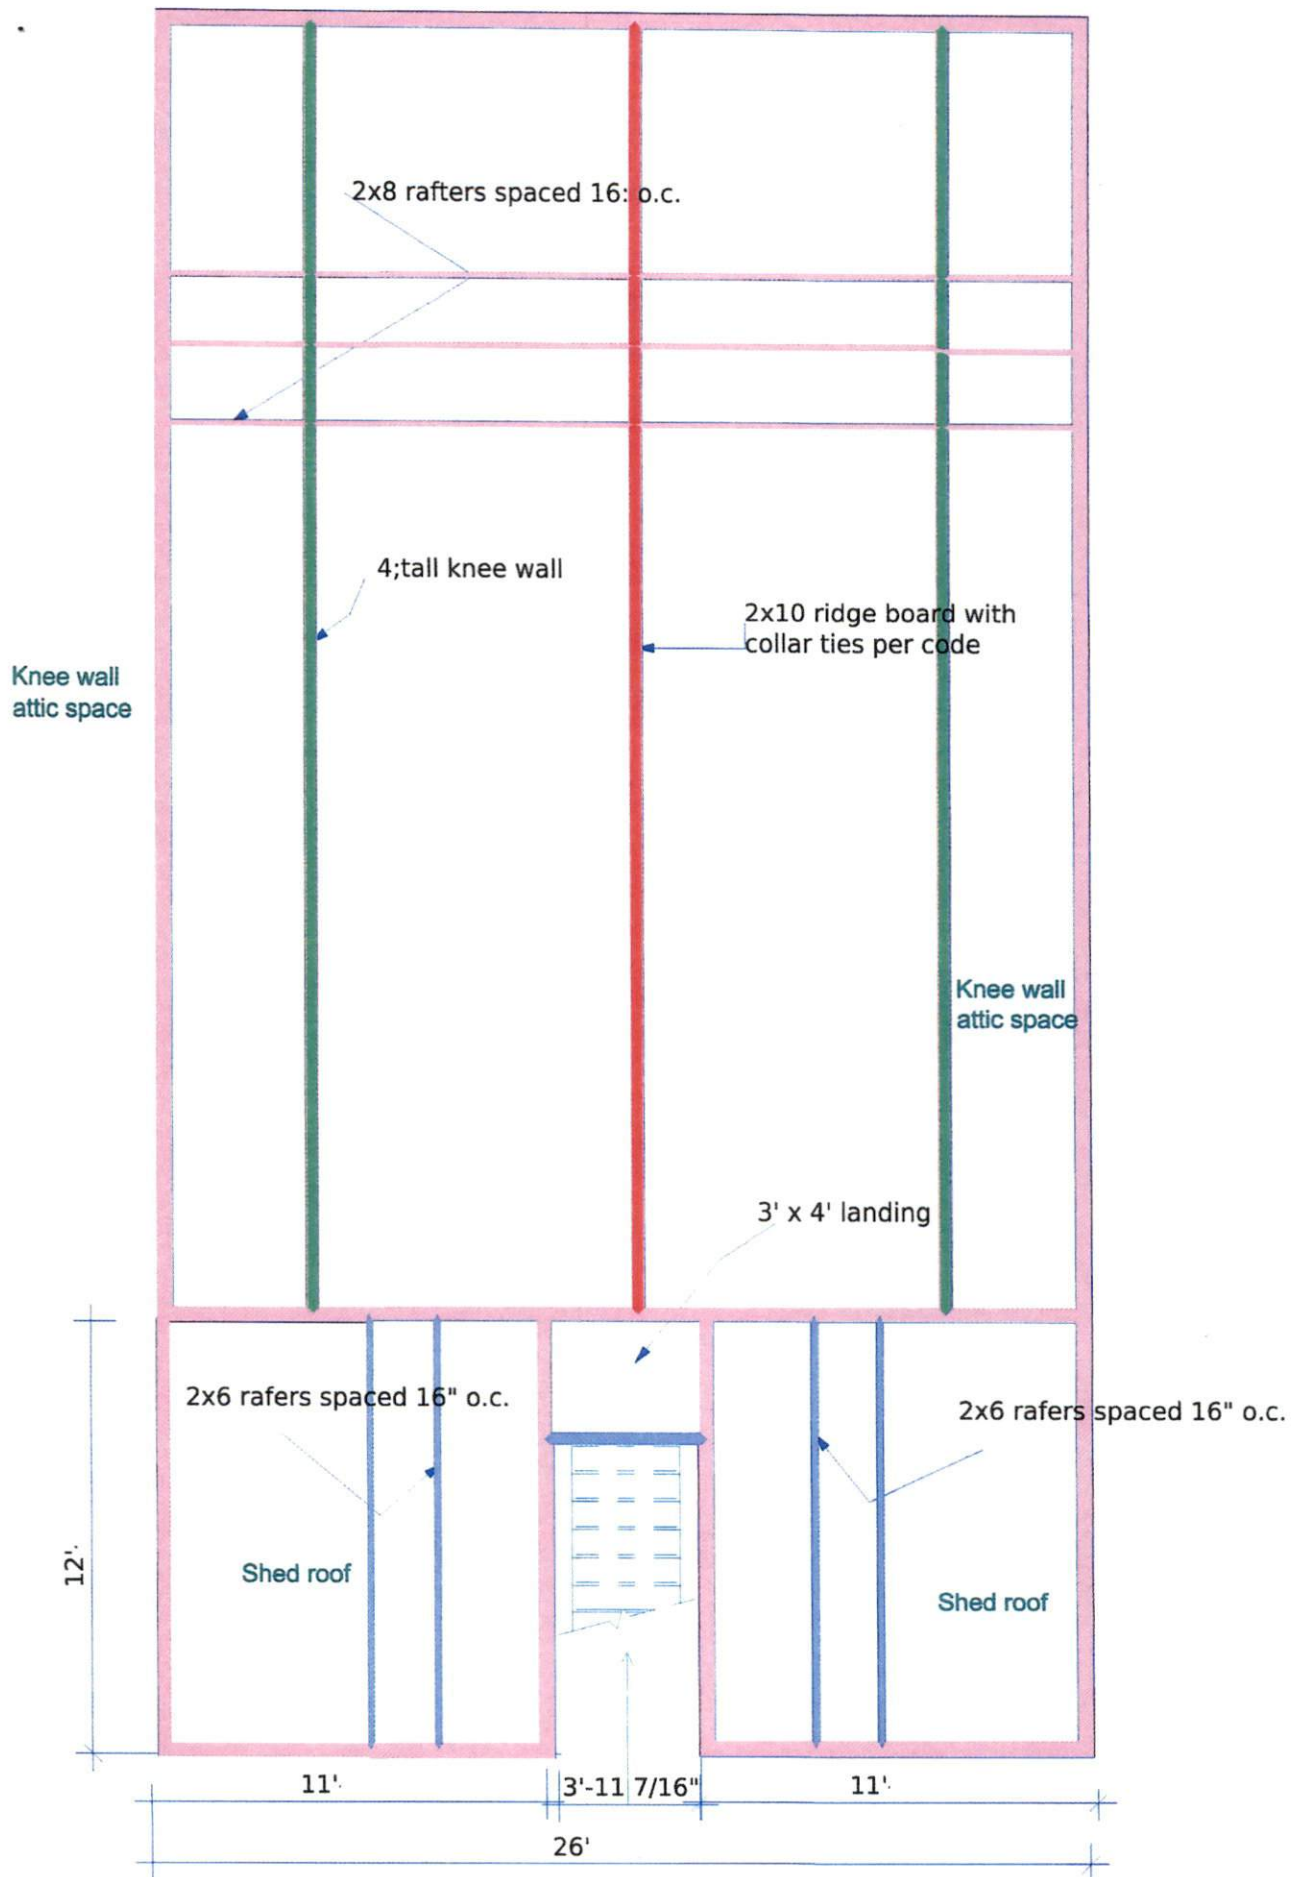 2x8 rafters spaced 16: o.c.
4;tall knee wall
2x10 ridge board with
collar ties per code
Knee wall
attic space
Knee wall
attic space
3' x 4' landing
2x6 rafers spaced 16" o.c.
2x6 rafers spaced 16" o.c.
Shed roof
Shed roof
12'
11'
3'-11 7/16"
11'
26'